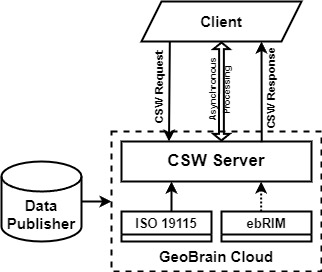 Client
CSW Request
Asynchronous
Processing
CSW Response
CSW Server
Data
Publisher
ISO 19115
ebRIM
GeoBrain Cloud